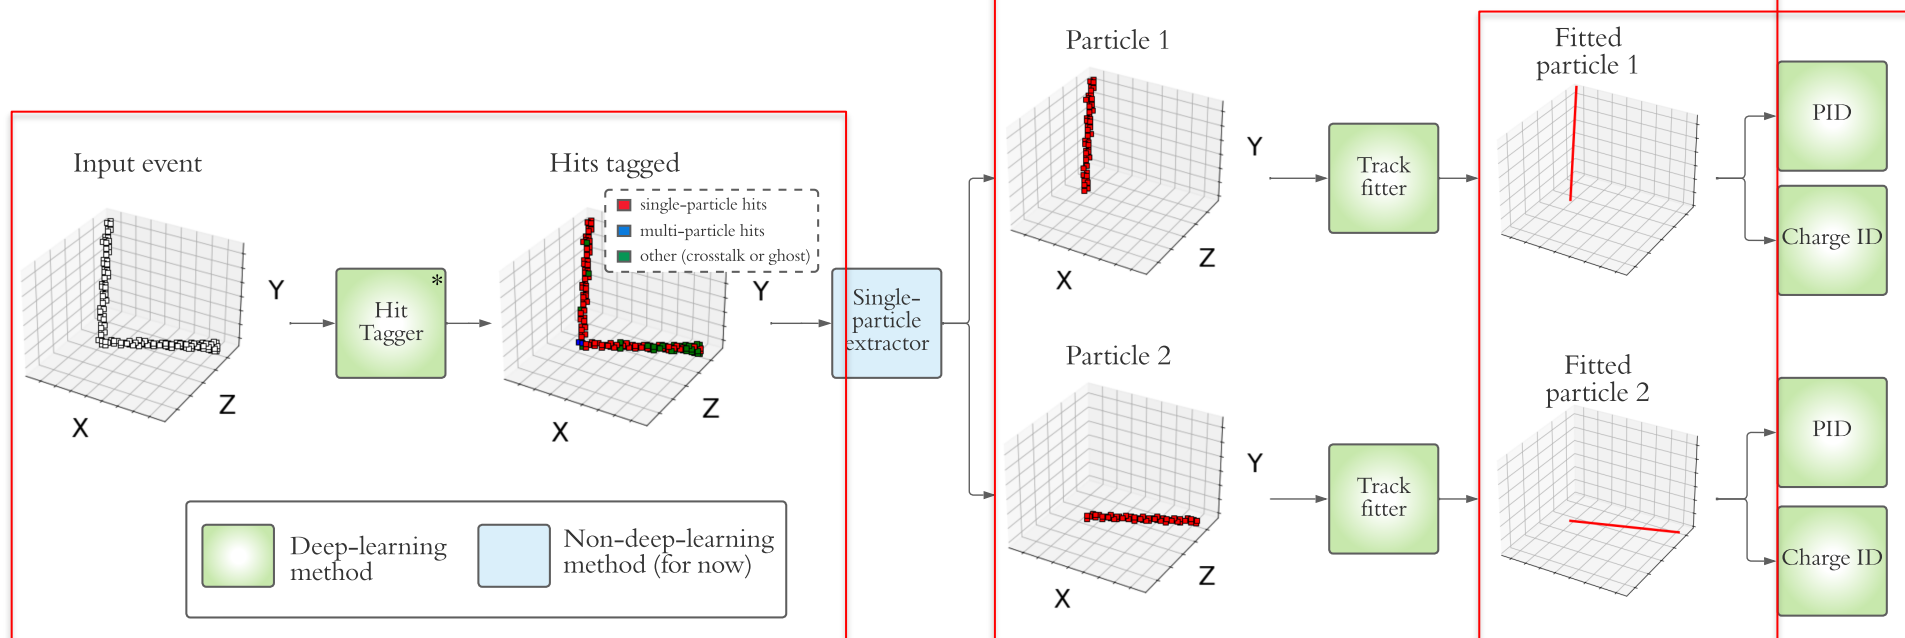 Input event
Y
X
Z
Hit
Tagger
*
Hits tagged
single-particle hits
multi-particle hits
other (crosstalk or ghost)
Y
X
Z
Single-
particle
extractor
Particle 1
Y
X
Z
Track
fitter
Fitted
particle 1
PID
Charge ID
Particle 2
Y
X
Z
Track
fitter
Fitted
particle 2
PID
Charge ID
Deep-learning
method
Non-deep-learning
method (for now)